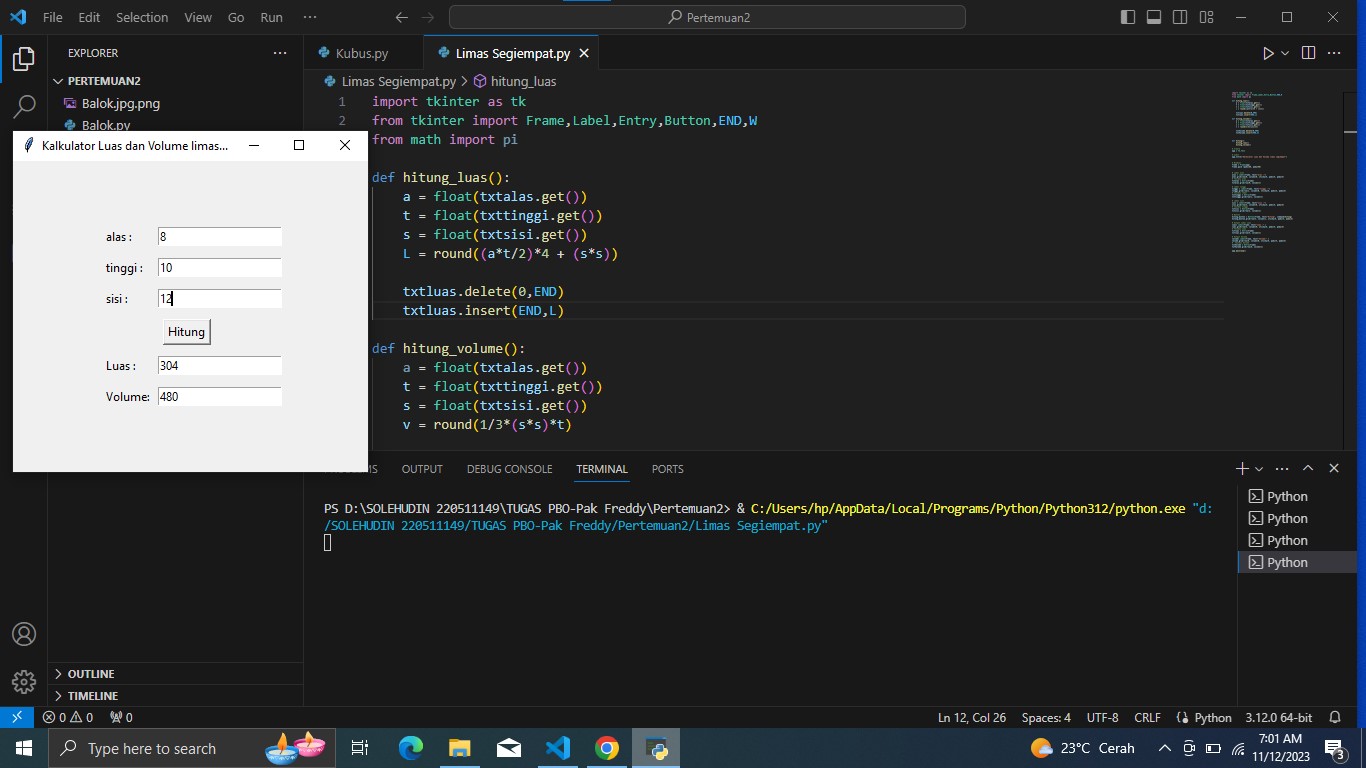 File Edit Selection View Go Run ··· Pertemuan2
EXPLORER ···
PERTEMUAN2
Balok.jpg.png
Balok.py
Kubus.py
Limas Segiempat.py
Limas Segiempat.py > hitung_luas
1 import tkinter as tk
2 from tkinter import Frame,Label,Entry,Button,END,W
from math import pi
def hitung_luas():
a = float(txtalas.get())
t = float(txttinggi.get())
s = float(txtsisi.get())
L = round((a*t/2)*4 + (s*s))
txtluas.delete(0,END)
txtluas.insert(END,L)
def hitung_volume():
a = float(txtalas.get())
t = float(txttinggi.get())
s = float(txtsisi.get())
v = round(1/3*(s*s)*t)
Kalkulator Luas dan Volume limas...
alas : 8
tinggi : 10
sisi : 12
Hitung
Luas : 304
Volume: 480
OUTPUT DEBUG CONSOLE TERMINAL PORTS
PS D:\SOLEHUDIN 220511149\TUGAS PBO-Pak Freddy\Pertemuan2> & C:/Users/hp/AppData/Local/Programs/Python/Python312/python.exe "d:
/SOLEHUDIN 220511149/TUGAS PBO-Pak Freddy/Pertemuan2/Limas Segiempat.py"
Python
Python
Python
Python
OUTLINE
TIMELINE
0 0 0 Ln 12, Col 26 Spaces: 4 UTF-8 CRLF Python 3.12.0 64-bit
Type here to search
23°C Cerah
7:01 AM
11/12/2023
3